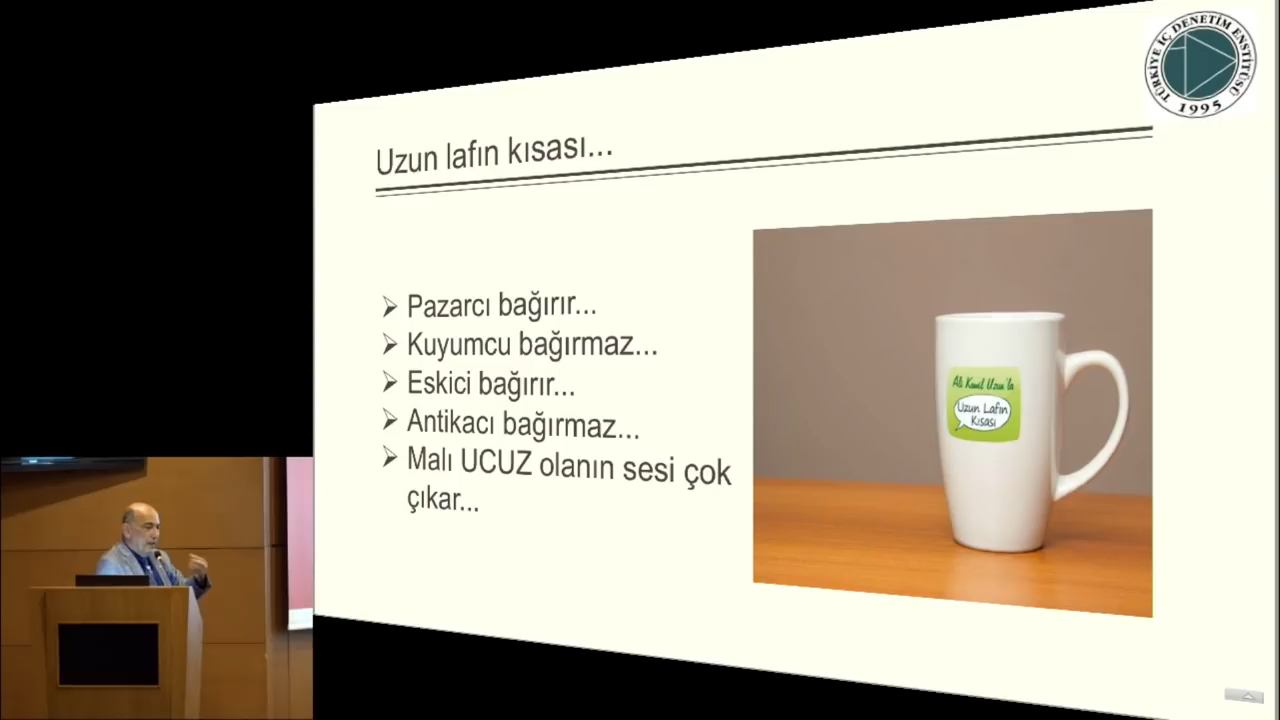 TÜRKİYE İÇ DENETİM ENSTİTÜSÜ
1995
Uzun lafın kısası...
➢ Pazarcı bağırır...
➢ Kuyumcu bağırmaz...
➢ Eskici bağırır...
➢ Antikacı bağırmaz...
➢ Malı UCUZ olanın sesi çok
çıkar...
Ali Kamil Uzun'la
Uzun Lafın
Kısası